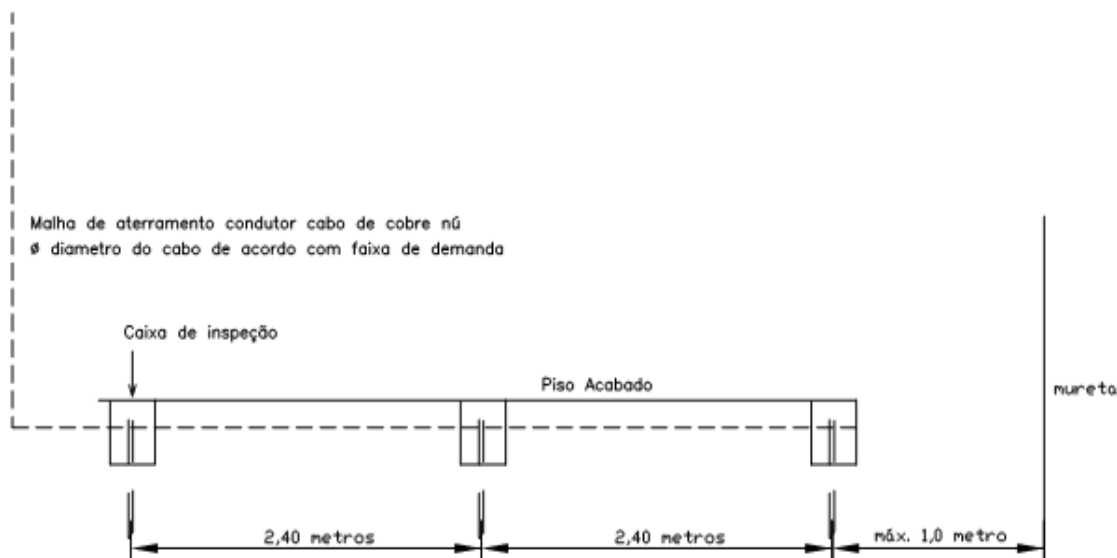 Malha de aterramento condutor cabo de cobre nú
ø diametro do cabo de acordo com faixa de demanda
Caixa de inspeção
Piso Acabado
mureta
2,40 metros
2,40 metros
máx. 1,0 metro